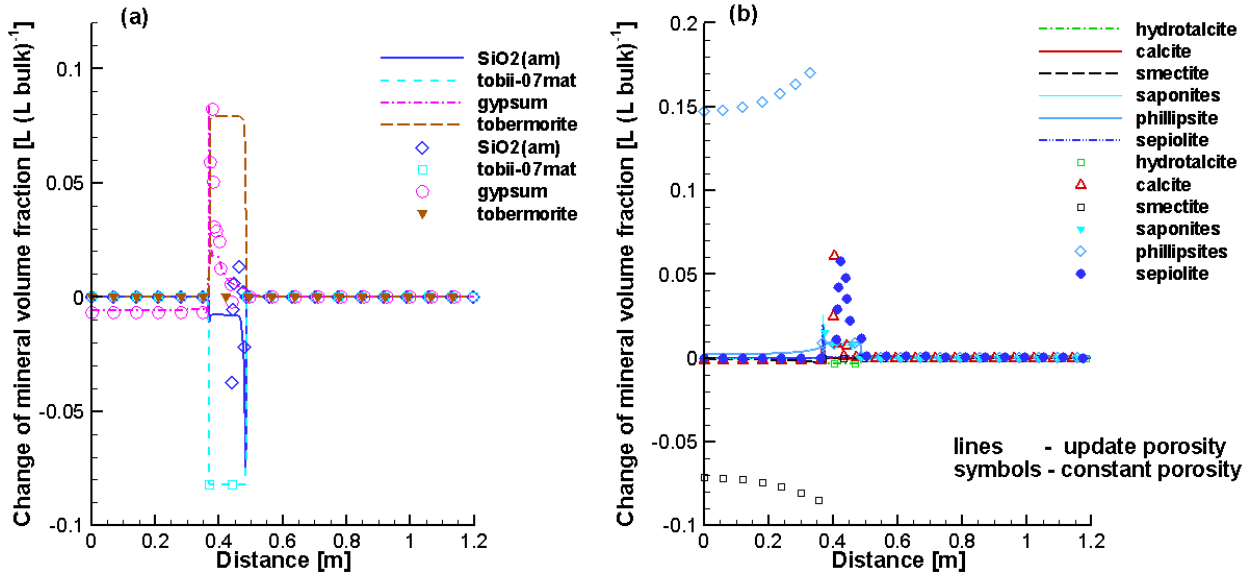 (a)
Change of mineral volume fraction [L (L bulk)⁻¹]
0.1
0.05
0
-0.05
-0.1
0 0.2 0.4 0.6 0.8 1 1.2
Distance [m]
SiO2(am)
tobii-07mat
gypsum
tobermorite
SiO2(am)
tobii-07mat
gypsum
tobermorite
(b)
Change of mineral volume fraction [L (L bulk)⁻¹]
0.2
0.15
0.1
0.05
0
-0.05
-0.1
0 0.2 0.4 0.6 0.8 1 1.2
Distance [m]
hydrotalcite
calcite
smectite
saponites
phillipsite
sepiolite
hydrotalcite
calcite
smectite
saponites
phillipsites
sepiolite
lines - update porosity
symbols - constant porosity